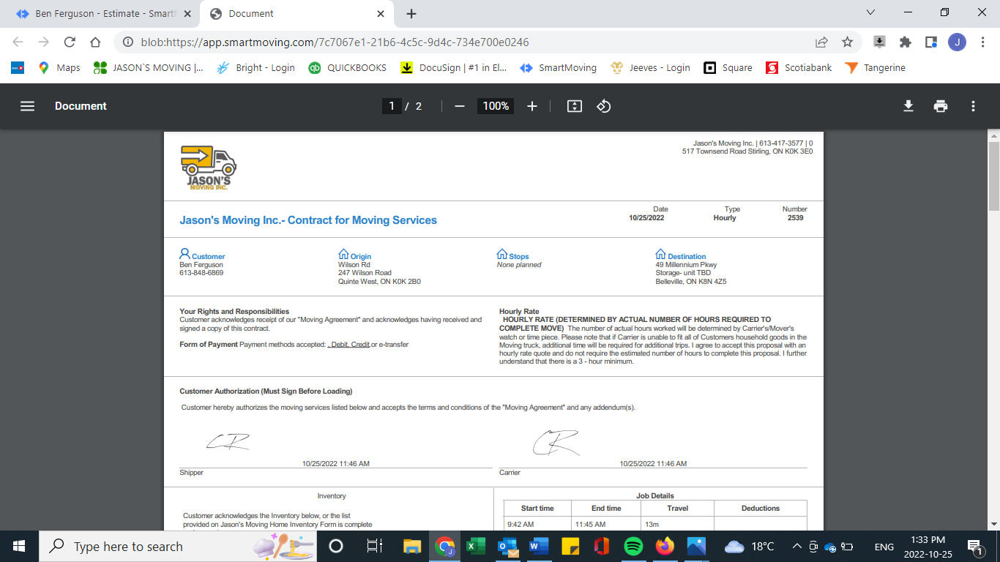 Ben Ferguson - Estimate - SmartM
Document
blob:https://app.smartmoving.com/7c7067e1-21b6-4c5c-9d4c-734e700e0246
J
Maps
JASON`S MOVING |...
Bright - Login
QUICKBOOKS
DocuSign | #1 in El...
SmartMoving
Jeeves - Login
Square
Scotiabank
Tangerine
Document
1 / 2
100%
JASON'S
MOVING INC.
Jason's Moving Inc. | 613-417-3577 | 0
517 Townsend Road Stirling, ON K0K 3E0
Jason's Moving Inc.- Contract for Moving Services
Date Type Number
10/25/2022 Hourly 2539
Customer
Ben Ferguson
613-848-6869
Origin
Wilson Rd
247 Wilson Road
Quinte West, ON K0K 2B0
Stops
None planned
Destination
49 Millennium Pkwy
Storage- unit TBD
Belleville, ON K8N 4Z5
Your Rights and Responsibilities
Customer acknowledges receipt of our "Moving Agreement" and acknowledges having received and
signed a copy of this contract.
Form of Payment Payment methods accepted: , Debit, Credit,or e-transfer
Hourly Rate
HOURLY RATE (DETERMINED BY ACTUAL NUMBER OF HOURS REQUIRED TO
COMPLETE MOVE) The number of actual hours worked will be determined by Carrier's/Mover's
watch or time piece. Please note that if Carrier is unable to fit all of Customers household goods in the
Moving truck, additional time will be required for additional trips. I agree to accept this proposal with an
hourly rate quote and do not require the estimated number of hours to complete this proposal. I further
understand that there is a 3 - hour minimum.
Customer Authorization (Must Sign Before Loading)
Customer hereby authorizes the moving services listed below and accepts the terms and conditions of the "Moving Agreement" and any addendum(s).
CR
10/25/2022 11:46 AM
Shipper
CR
10/25/2022 11:46 AM
Carrier
Inventory
Customer acknowledges the Inventory below, or the list
provided on Jason's Moving Home Inventory Form is complete
Job Details
Start time End time Travel Deductions
9:42 AM 11:45 AM 13m
Type here to search
18°C
ENG
1:33 PM
2022-10-25
1